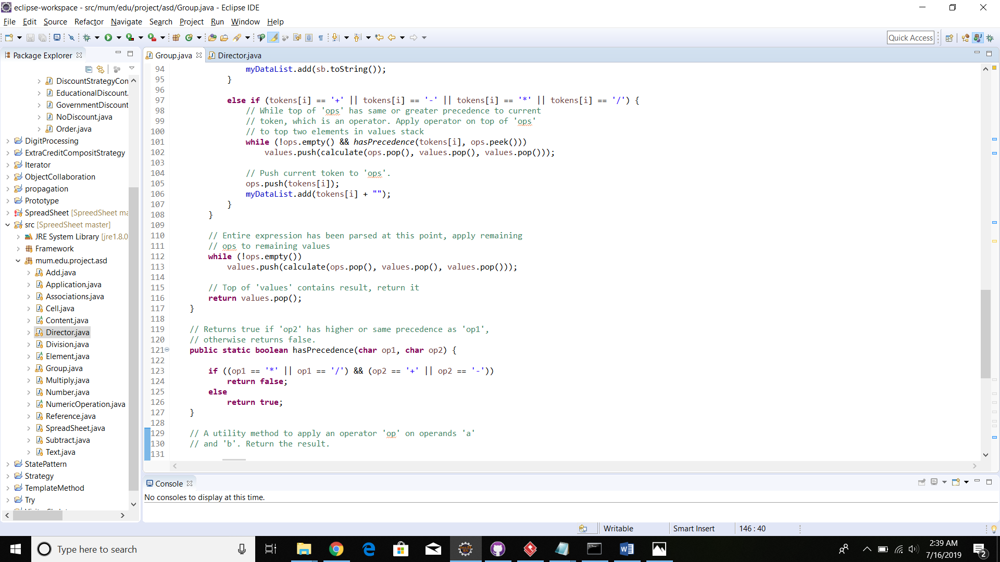 eclipse-workspace - src/mum/edu/project/asd/Group.java - Eclipse IDE
File Edit Source Refactor Navigate Search Project Run Window Help
Quick Access
Package Explorer
DiscountStrategyCon
EducationalDiscount.
GovernmentDiscount
NoDiscount.java
Order.java
DigitProcessing
ExtraCreditCompositStrategy
Iterator
ObjectCollaboration
propagation
Prototype
SpreadSheet [SpreedSheet ma
src [SpreedSheet master]
JRE System Library [jre1.8.0
Framework
mum.edu.project.asd
Add.java
Application.java
Associations.java
Cell.java
Content.java
Director.java
Division.java
Element.java
Group.java
Multiply.java
Number.java
NumericOperation.java
Reference.java
SpreadSheet.java
Subtract.java
Text.java
StatePattern
Strategy
TemplateMethod
Try
Group.java Director.java
94 myDataList.add(sb.toString());
95 }
96
97 else if (tokens[i] == '+' || tokens[i] == '-' || tokens[i] == '*' || tokens[i] == '/') {
98 // While top of 'ops' has same or greater precedence to current
99 // token, which is an operator. Apply operator on top of 'ops'
100 // to top two elements in values stack
101 while (!ops.empty() && hasPrecedence(tokens[i], ops.peek()))
102 values.push(calculate(ops.pop(), values.pop(), values.pop()));
103
104 // Push current token to 'ops'.
105 ops.push(tokens[i]);
106 myDataList.add(tokens[i] + "");
107 }
108 }
109
110 // Entire expression has been parsed at this point, apply remaining
111 // ops to remaining values
112 while (!ops.empty())
113 values.push(calculate(ops.pop(), values.pop(), values.pop()));
114
115 // Top of 'values' contains result, return it
116 return values.pop();
117 }
118
119 // Returns true if 'op2' has higher or same precedence as 'op1',
120 // otherwise returns false.
121 public static boolean hasPrecedence(char op1, char op2) {
122
123 if ((op1 == '*' || op1 == '/') && (op2 == '+' || op2 == '-'))
124 return false;
125 else
126 return true;
127 }
128
129 // A utility method to apply an operator 'op' on operands 'a'
130 // and 'b'. Return the result.
131
Console
No consoles to display at this time.
Writable Smart Insert 146 : 40
Type here to search
2:39 AM
7/16/2019
2